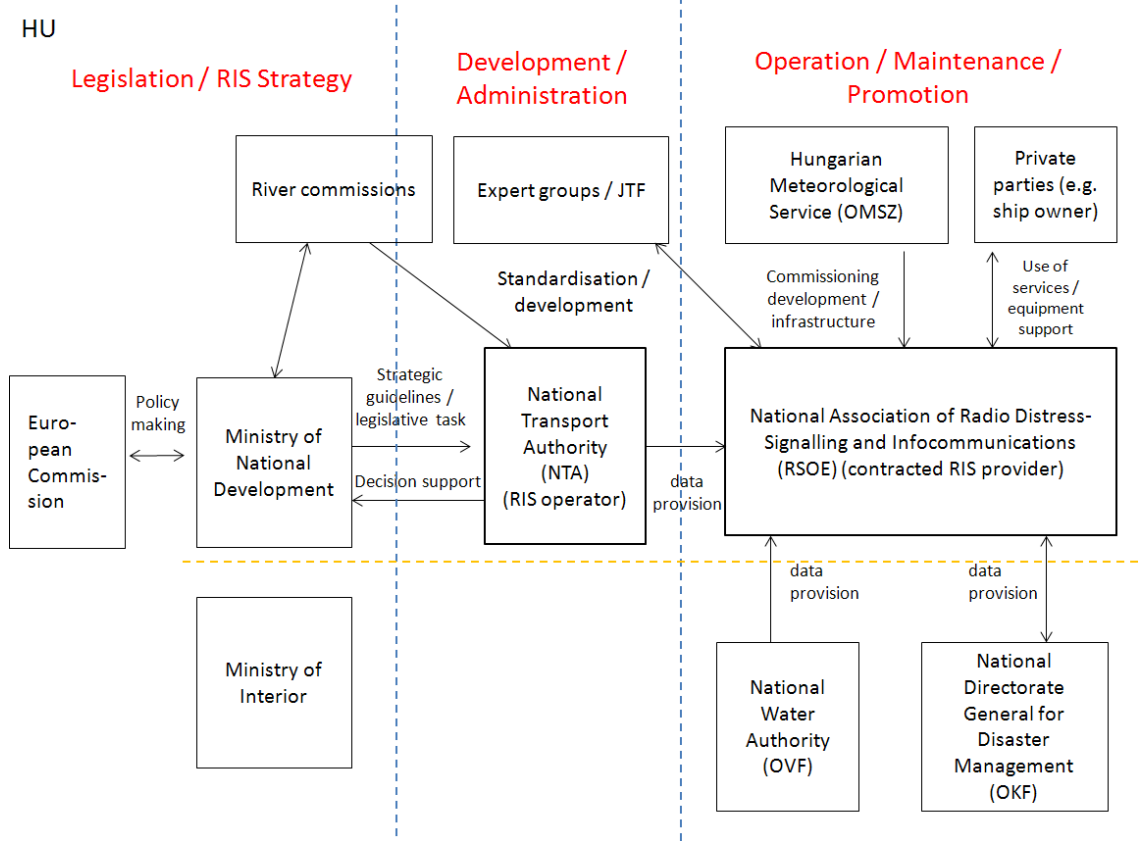 HU
Legislation / RIS Strategy
Development /
Administration
Operation / Maintenance /
Promotion
River commissions
Expert groups / JTF
Hungarian
Meteorological
Service (OMSZ)
Private
parties (e.g.
ship owner)
Standardisation /
development
Commissioning
development /
infrastructure
Use of
services /
equipment
support
Euro-
pean
Commis-
sion
Policy
making
Ministry of
National
Development
Strategic
guidelines /
legislative task
Decision support
National
Transport
Authority
(NTA)
(RIS operator)
data
provision
National Association of Radio Distress-
Signalling and Infocommunications
(RSOE) (contracted RIS provider)
data
provision
data
provision
Ministry of
Interior
National
Water
Authority
(OVF)
National
Directorate
General for
Disaster
Management
(OKF)